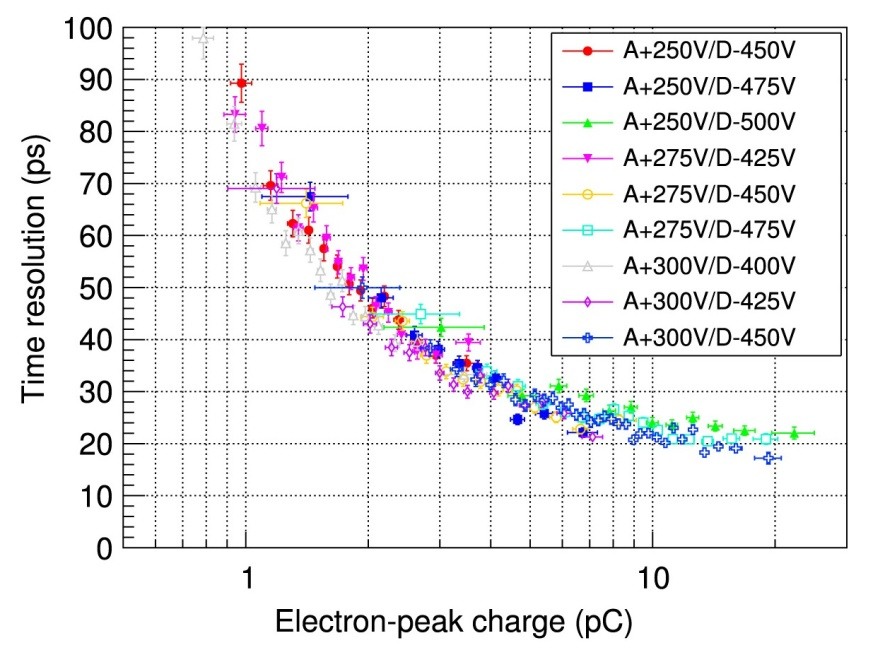 Time resolution (ps)
100
90
80
70
60
50
40
30
20
10
0
A+250V/D-450V
A+250V/D-475V
A+250V/D-500V
A+275V/D-425V
A+275V/D-450V
A+275V/D-475V
A+300V/D-400V
A+300V/D-425V
A+300V/D-450V
1
10
Electron-peak charge (pC)